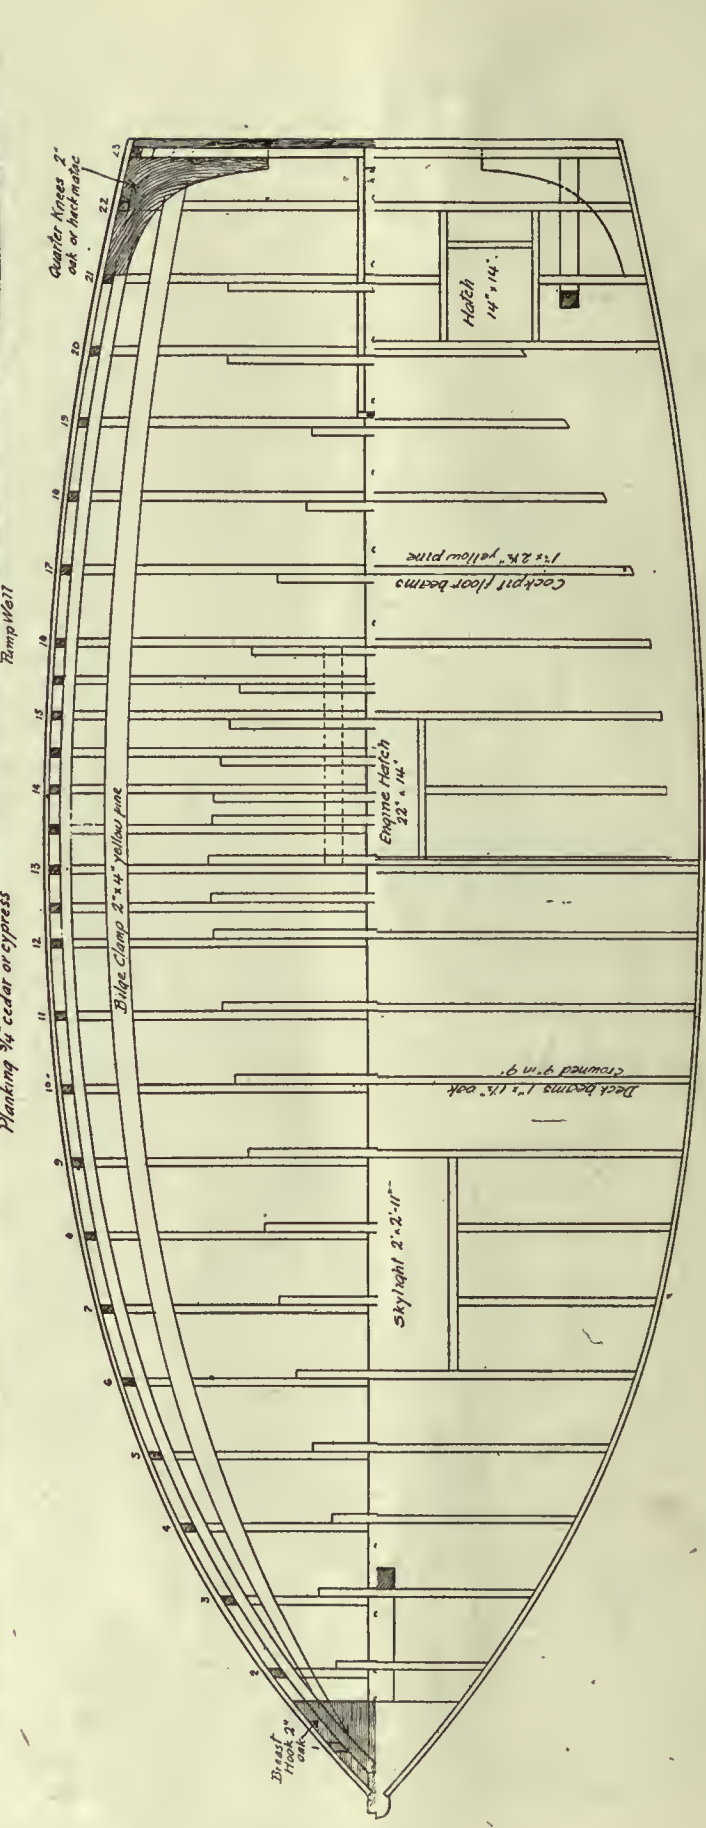 Quarter Knees 2"
oak or hackmatac
23
22
21
20
19
18
17
16
15
14
13
12
11
10
9
8
7
6
5
4
3
2
1
Hatch
14" x 14"
Cockpit floor beams
1" x 2½" yellow pine
Pump Well
Engine Hatch
22" x 14"
Bilge Clamp 2" x 4" yellow pine
Planking ¾" cedar or cypress
Deck beams 1" x 1½" oak
crowned 9" in 9'
Skylight 2' x 2'-11"
Breast
Hook 2"
oak